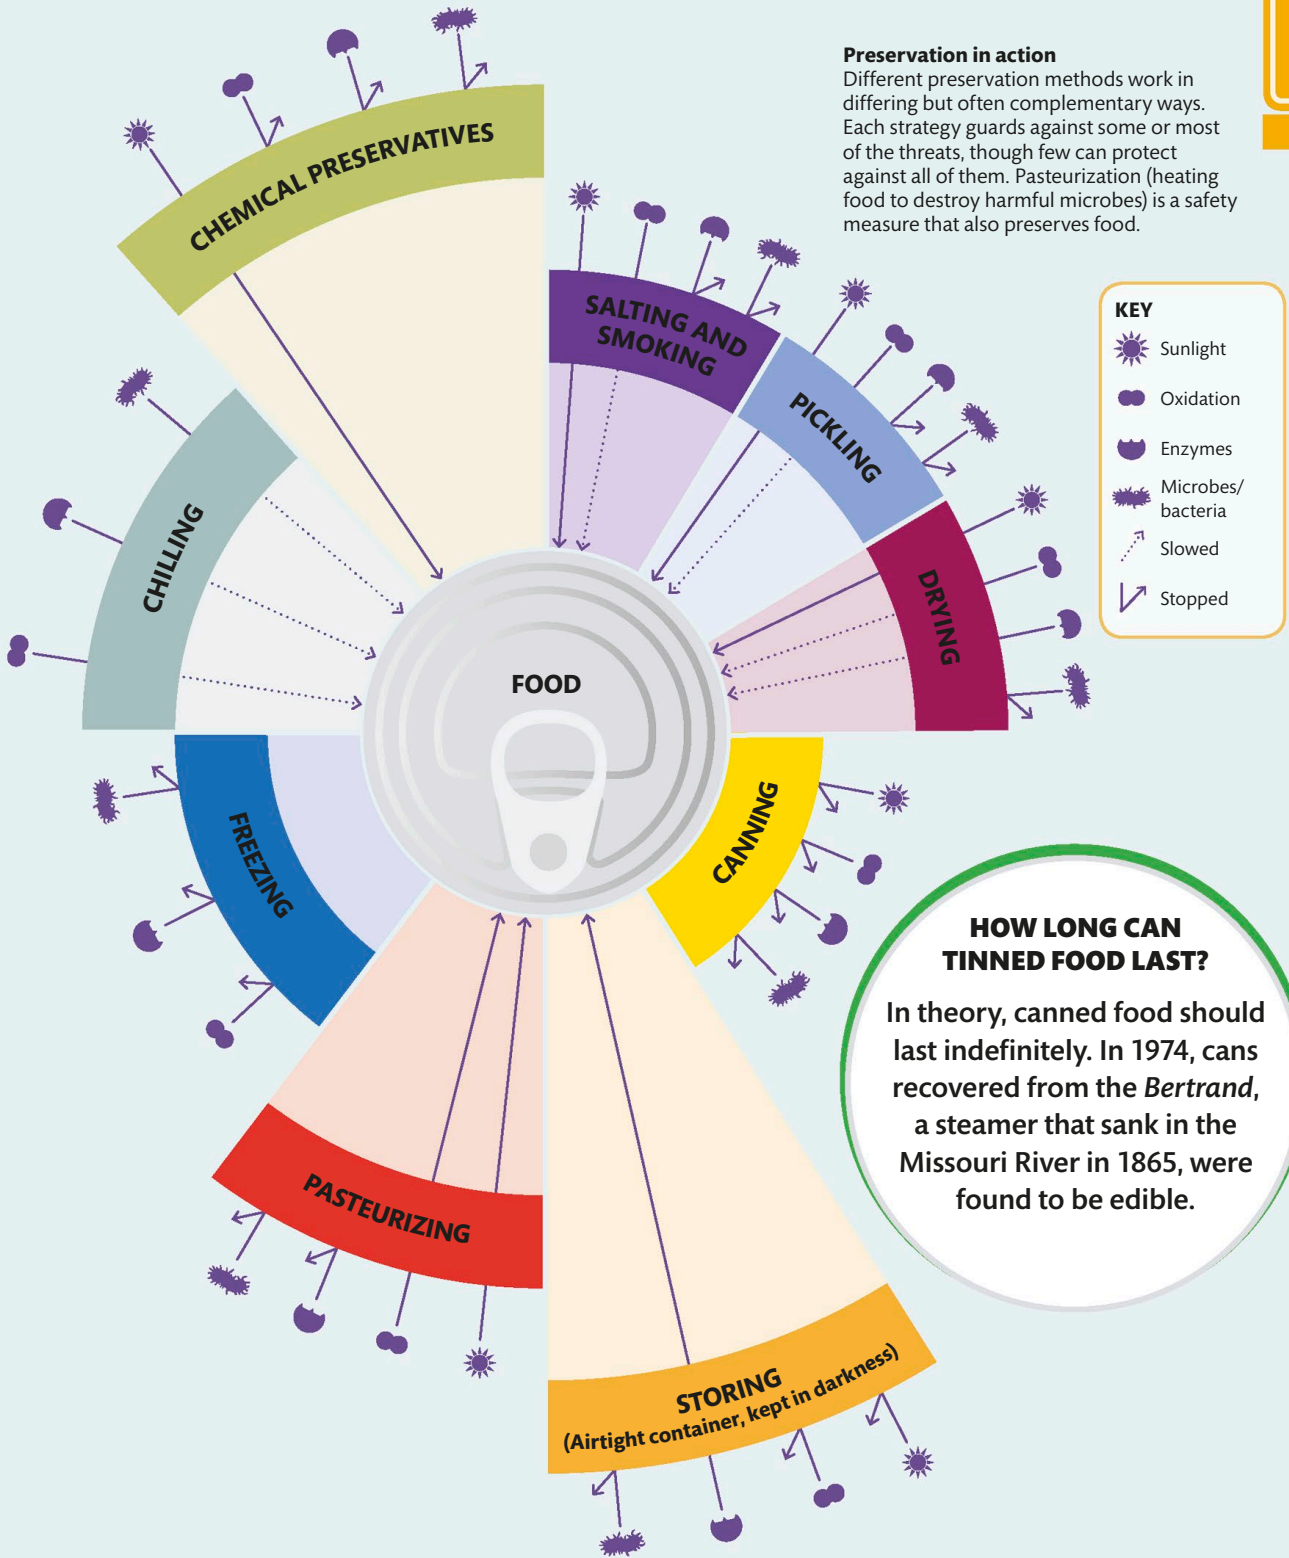 Preservation in action
Different preservation methods work in
differing but often complementary ways.
Each strategy guards against some or most
of the threats, though few can protect
against all of them. Pasteurization (heating
food to destroy harmful microbes) is a safety
measure that also preserves food.
CHEMICAL PRESERVATIVES
SALTING AND
SMOKING
PICKLING
DRYING
KEY
Sunlight
Oxidation
Enzymes
Microbes/
bacteria
Slowed
Stopped
CHILLING
FOOD
CANNING
FREEZING
PASTEURIZING
STORING
(Airtight container, kept in darkness)
HOW LONG CAN
TINNED FOOD LAST?
In theory, canned food should
last indefinitely. In 1974, cans
recovered from the Bertrand,
a steamer that sank in the
Missouri River in 1865, were
found to be edible.